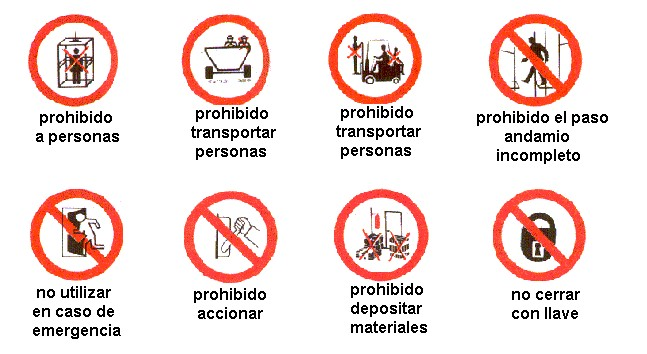 prohibido
a personas
prohibido
transportar
personas
prohibido
transportar
personas
prohibido el paso
andamio
incompleto
no utilizar
en caso de
emergencia
prohibido
accionar
prohibido
depositar
materiales
no cerrar
con llave